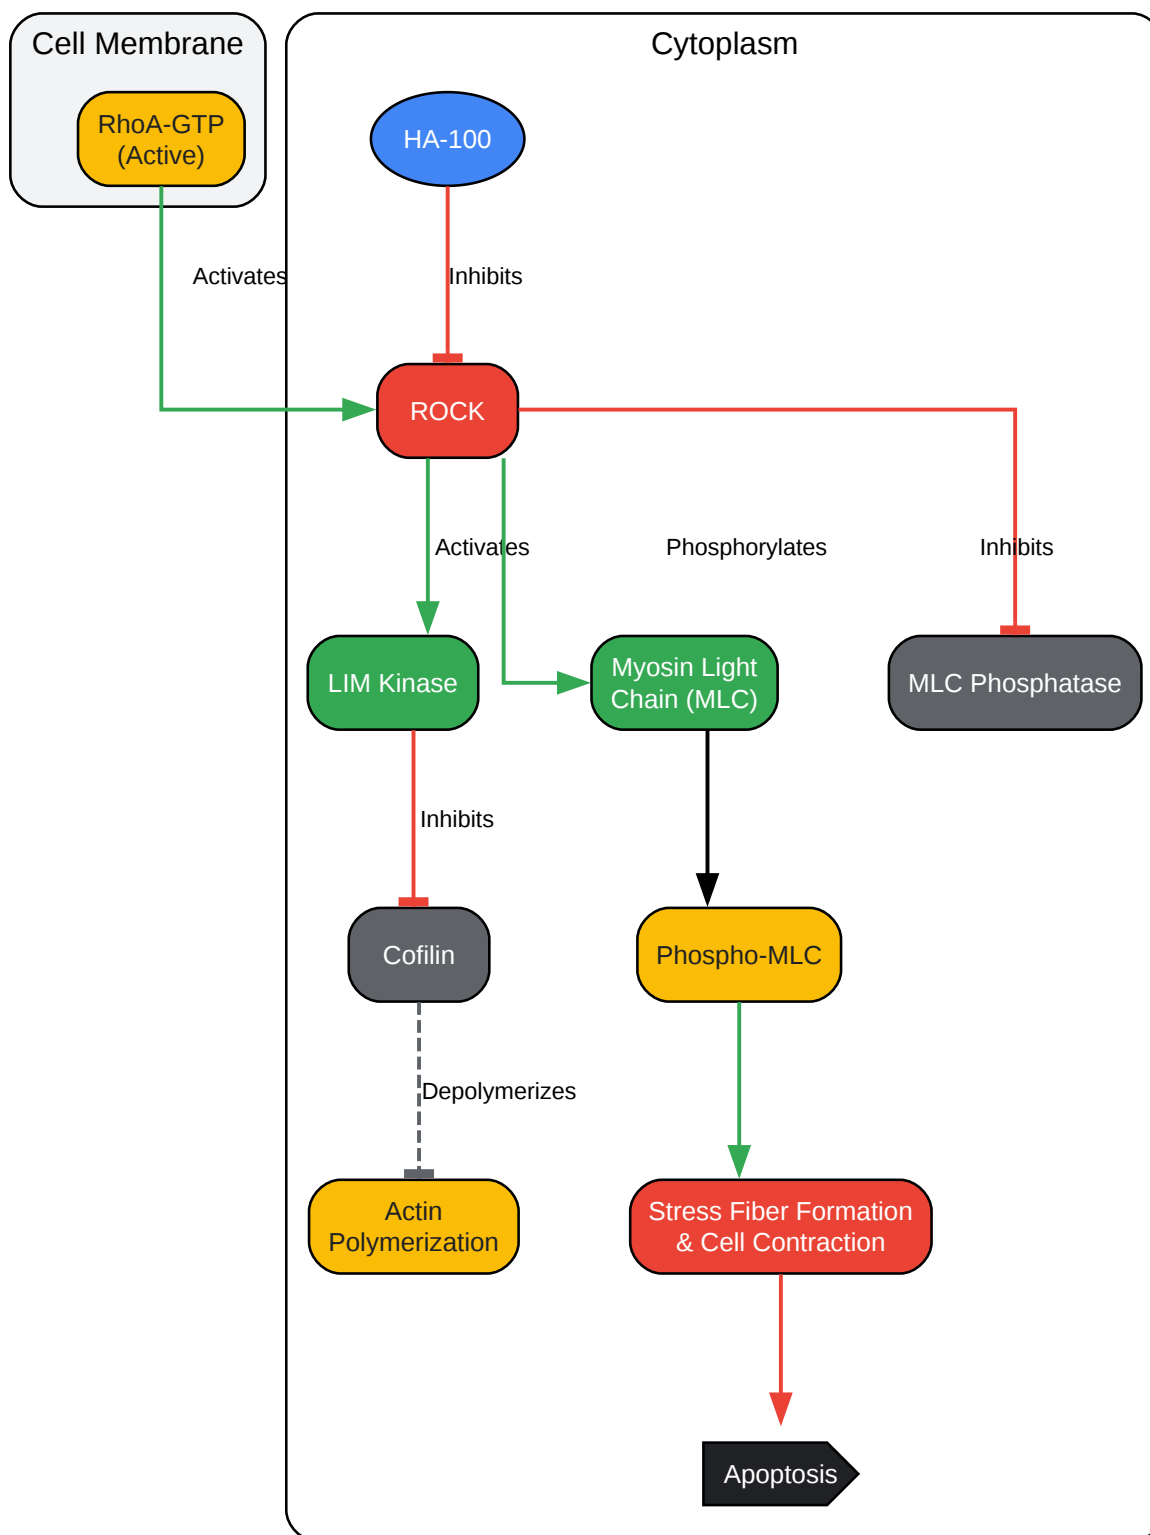 Cell Membrane
Cytoplasm
RhoA-GTP
(Active)
HA-100
Activates
Inhibits
ROCK
Activates
Phosphorylates
Inhibits
LIM Kinase
Myosin Light
Chain (MLC)
MLC Phosphatase
Inhibits
Cofilin
Phospho-MLC
Depolymerizes
Actin
Polymerization
Stress Fiber Formation
& Cell Contraction
Apoptosis